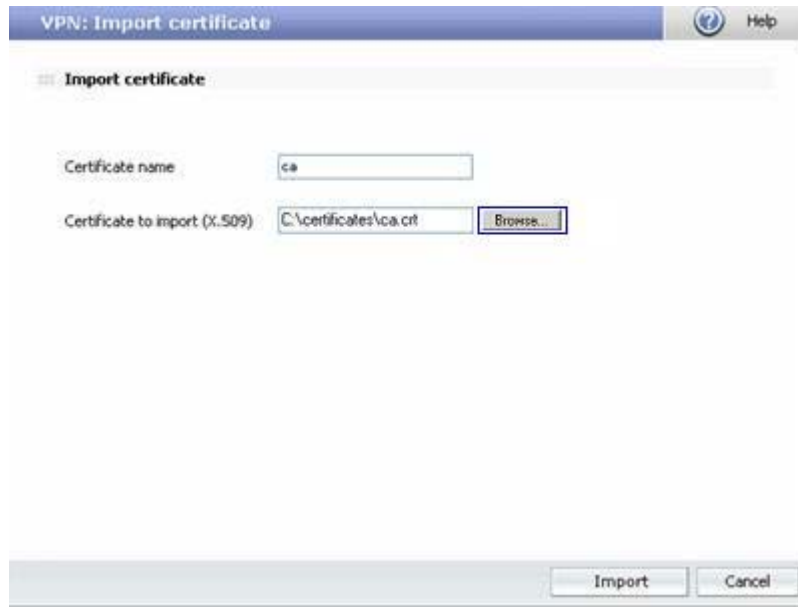 VPN: Import certificate
Help
Import certificate
Certificate name ca
Certificate to import (X.509) C:\certificates\ca.crt Browse...
Import Cancel